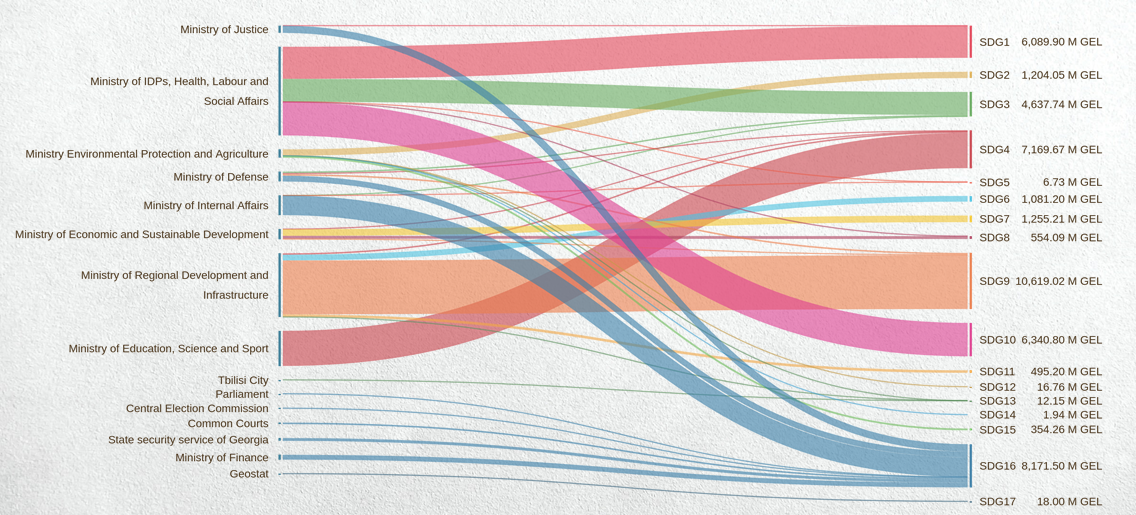 Ministry of Justice
Ministry of IDPs, Health, Labour and
Social Affairs
Ministry Environmental Protection and Agriculture
Ministry of Defense
Ministry of Internal Affairs
Ministry of Economic and Sustainable Development
Ministry of Regional Development and
Infrastructure
Ministry of Education, Science and Sport
Tbilisi City
Parliament
Central Election Commission
Common Courts
State security service of Georgia
Ministry of Finance
Geostat
SDG1 6,089.90 M GEL
SDG2 1,204.05 M GEL
SDG3 4,637.74 M GEL
SDG4 7,169.67 M GEL
SDG5 6.73 M GEL
SDG6 1,081.20 M GEL
SDG7 1,255.21 M GEL
SDG8 554.09 M GEL
SDG9 10,619.02 M GEL
SDG10 6,340.80 M GEL
SDG11 495.20 M GEL
SDG12 16.76 M GEL
SDG13 12.15 M GEL
SDG14 1.94 M GEL
SDG15 354.26 M GEL
SDG16 8,171.50 M GEL
SDG17 18.00 M GEL